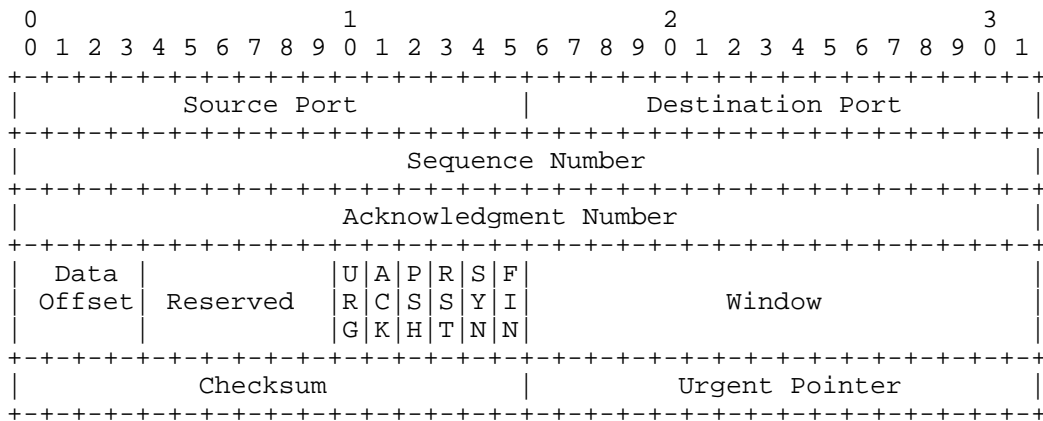 0                   1                   2                   3
0 1 2 3 4 5 6 7 8 9 0 1 2 3 4 5 6 7 8 9 0 1 2 3 4 5 6 7 8 9 0 1
+-+-+-+-+-+-+-+-+-+-+-+-+-+-+-+-+-+-+-+-+-+-+-+-+-+-+-+-+-+-+-+-+
|          Source Port          |       Destination Port        |
+-+-+-+-+-+-+-+-+-+-+-+-+-+-+-+-+-+-+-+-+-+-+-+-+-+-+-+-+-+-+-+-+
|                        Sequence Number                        |
+-+-+-+-+-+-+-+-+-+-+-+-+-+-+-+-+-+-+-+-+-+-+-+-+-+-+-+-+-+-+-+-+
|                    Acknowledgment Number                      |
+-+-+-+-+-+-+-+-+-+-+-+-+-+-+-+-+-+-+-+-+-+-+-+-+-+-+-+-+-+-+-+-+
|  Data |           |U|A|P|R|S|F|                               |
| Offset| Reserved  |R|C|S|S|Y|I|            Window             |
|       |           |G|K|H|T|N|N|                               |
+-+-+-+-+-+-+-+-+-+-+-+-+-+-+-+-+-+-+-+-+-+-+-+-+-+-+-+-+-+-+-+-+
|           Checksum            |         Urgent Pointer        |
+-+-+-+-+-+-+-+-+-+-+-+-+-+-+-+-+-+-+-+-+-+-+-+-+-+-+-+-+-+-+-+-+